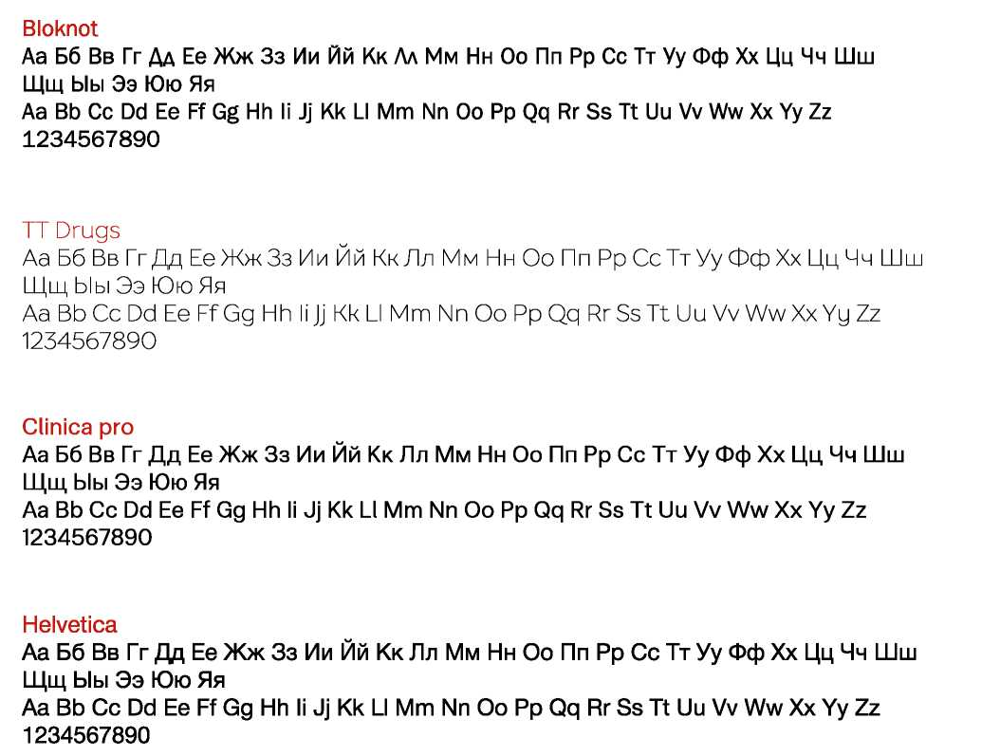 Bloknot
Аа Бб Вв Гг Дд Ее Жж Зз Ии Йй Кк Лл Мм Нн Оо Пп Рр Сс Тт Уу Фф Хх Цц Чч Шш
Щщ Ыы Ээ Юю Яя
Aa Bb Cc Dd Ee Ff Gg Hh Ii Jj Kk Ll Mm Nn Oo Pp Qq Rr Ss Tt Uu Vv Ww Xx Yy Zz
1234567890
TT Drugs
Аа Бб Вв Гг Дд Ее Жж Зз Ии Йй Кк Лл Мм Нн Оо Пп Рр Сс Тт Уу Фф Хх Цц Чч Шш
Щщ Ыы Ээ Юю Яя
Aa Bb Cc Dd Ee Ff Gg Hh Ii Jj Kk Ll Mm Nn Oo Pp Qq Rr Ss Tt Uu Vv Ww Xx Yy Zz
1234567890
Clinica pro
Аа Бб Вв Гг Дд Ее Жж Зз Ии Йй Кк Лл Мм Нн Оо Пп Рр Сс Тт Уу Фф Хх Цц Чч Шш
Щщ Ыы Ээ Юю Яя
Aa Bb Cc Dd Ee Ff Gg Hh Ii Jj Kk Ll Mm Nn Oo Pp Qq Rr Ss Tt Uu Vv Ww Xx Yy Zz
1234567890
Helvetica
Аа Бб Вв Гг Дд Ее Жж Зз Ии Йй Кк Лл Мм Нн Оо Пп Рр Сс Тт Уу Фф Хх Цц Чч Шш
Щщ Ыы Ээ Юю Яя
Aa Bb Cc Dd Ee Ff Gg Hh Ii Jj Kk Ll Mm Nn Oo Pp Qq Rr Ss Tt Uu Vv Ww Xx Yy Zz
1234567890